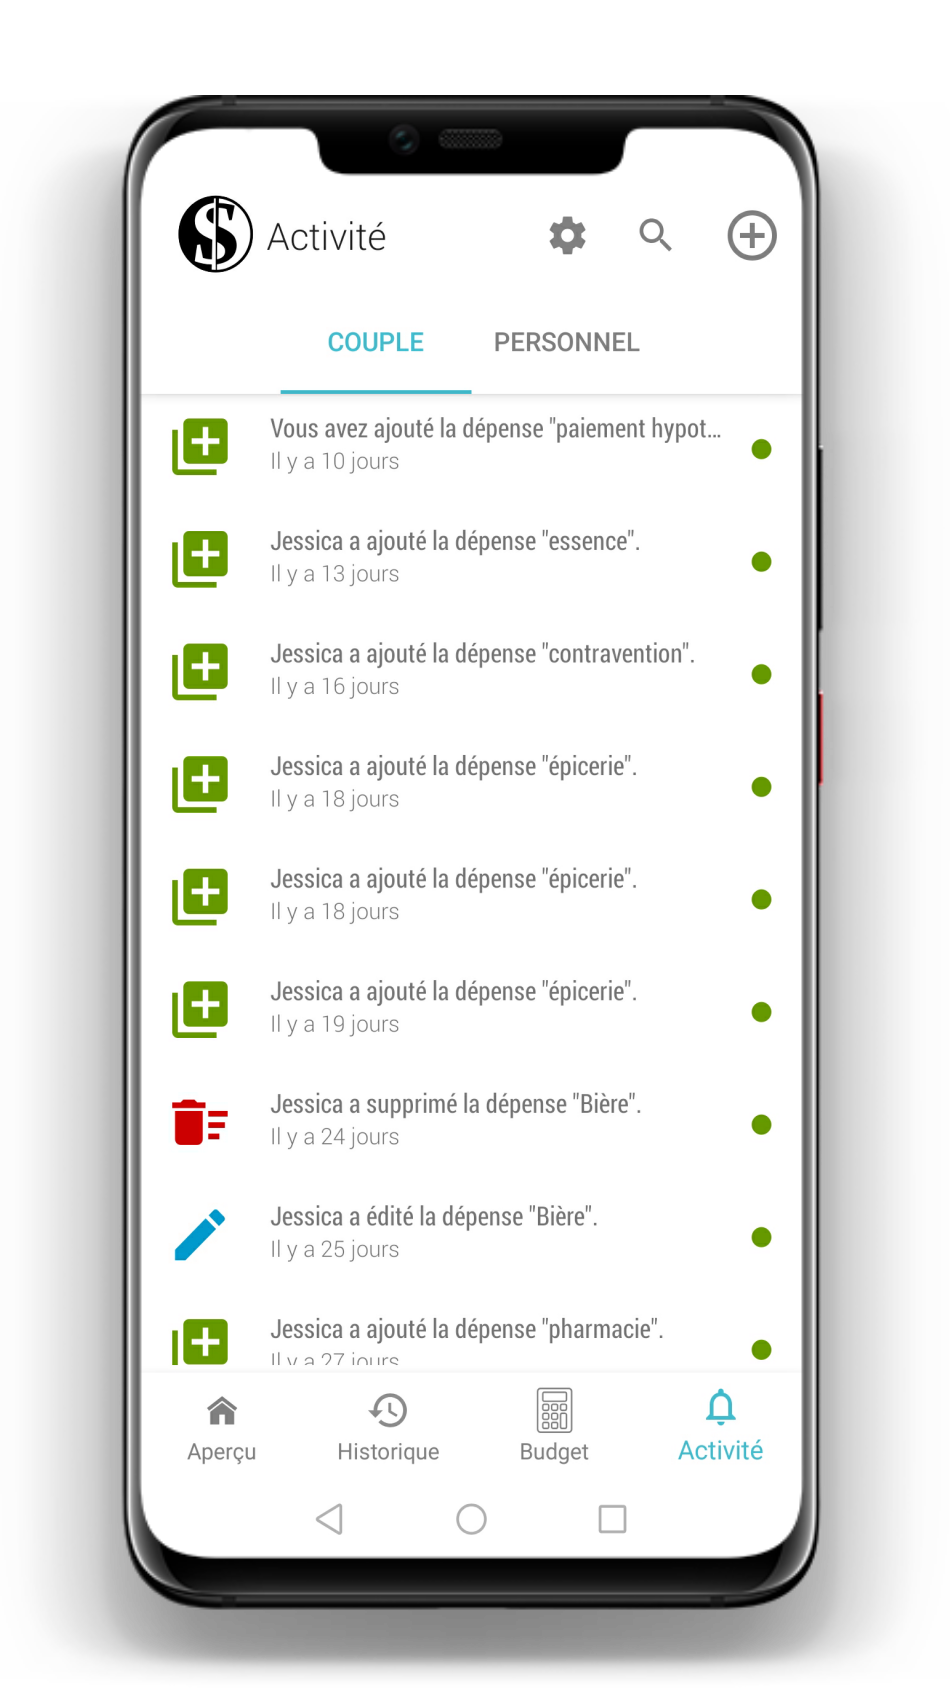 Activité
COUPLE PERSONNEL
Vous avez ajouté la dépense "paiement hypot...
Il y a 10 jours
Jessica a ajouté la dépense "essence".
Il y a 13 jours
Jessica a ajouté la dépense "contravention".
Il y a 16 jours
Jessica a ajouté la dépense "épicerie".
Il y a 18 jours
Jessica a ajouté la dépense "épicerie".
Il y a 18 jours
Jessica a ajouté la dépense "épicerie".
Il y a 19 jours
Jessica a supprimé la dépense "Bière".
Il y a 24 jours
Jessica a édité la dépense "Bière".
Il y a 25 jours
Jessica a ajouté la dépense "pharmacie".
Il y a 27 jours
Aperçu Historique Budget Activité